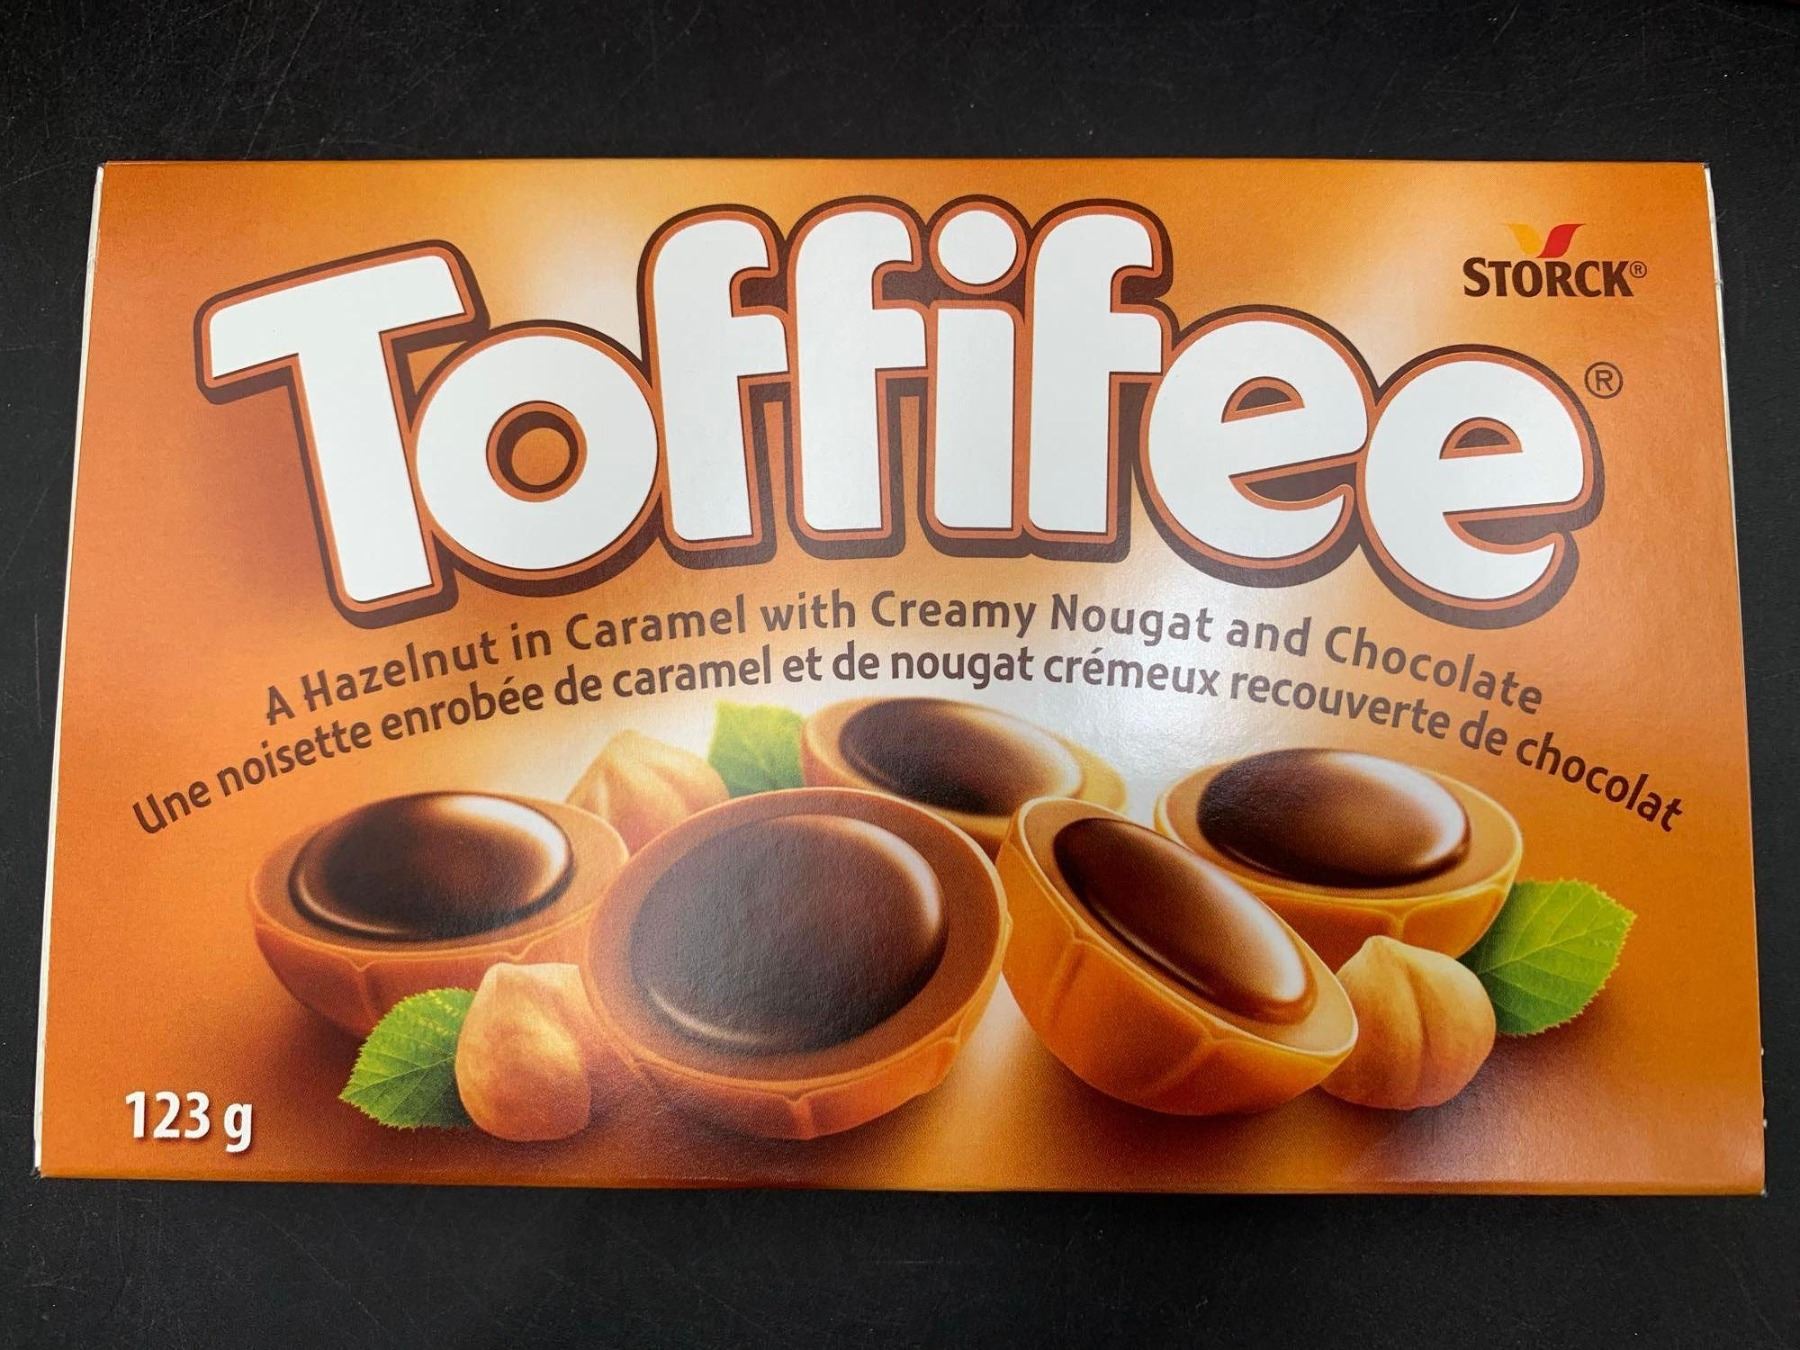 STORCK®
Toffifee®
A Hazelnut in Caramel with Creamy Nougat and Chocolate
Une noisette enrobée de caramel et de nougat crémeux recouverte de chocolat
123 g